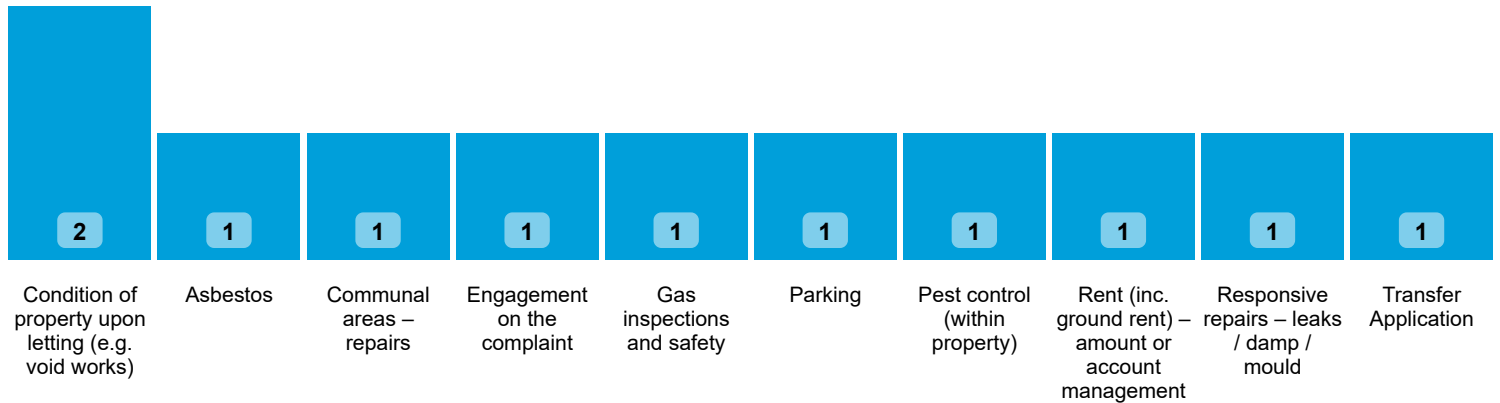 2
1
1
1
1
1
1
1
1
1
Condition of
property upon
letting (e.g.
void works)
Asbestos
Communal
areas –
repairs
Engagement
on the
complaint
Gas
inspections
and safety
Parking
Pest control
(within
property)
Rent (inc.
ground rent) –
amount or
account
management
Responsive
repairs – leaks
/ damp /
mould
Transfer
Application